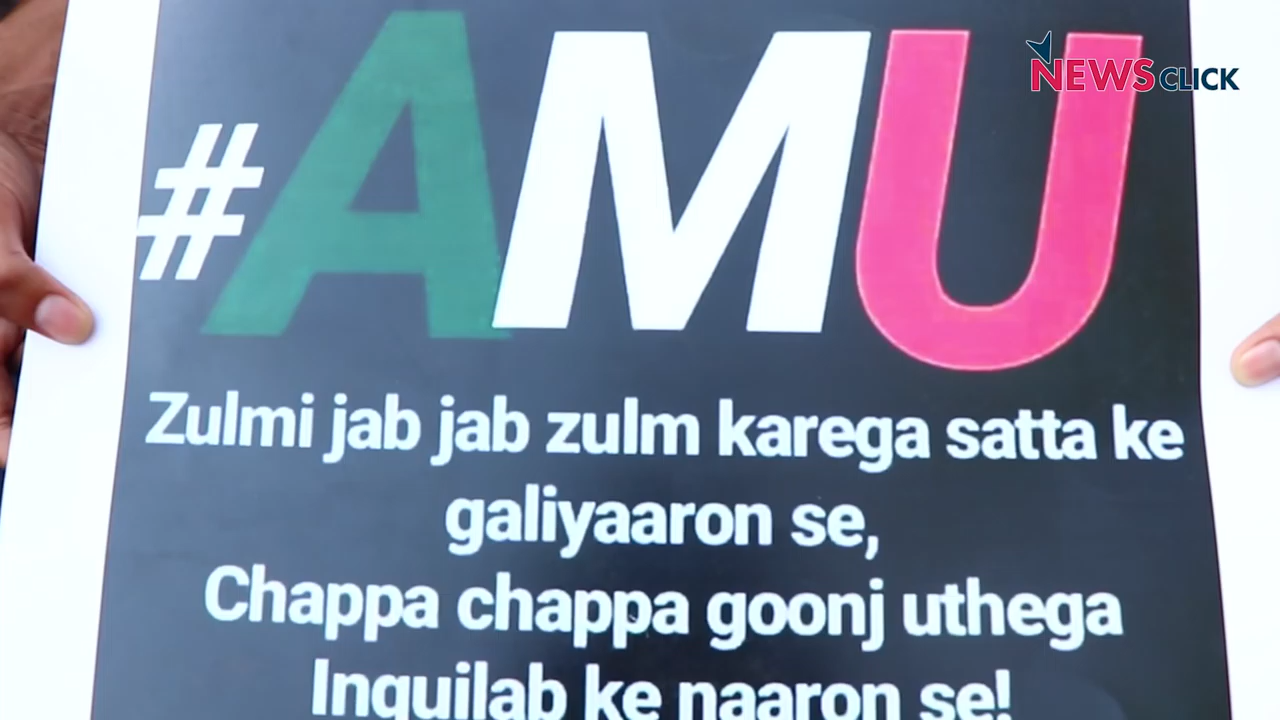 NEWSCLICK
#AMU
Zulmi jab jab zulm karega satta ke
galiyaaron se,
Chappa chappa goonj uthega
Inquilab ke naaron se!